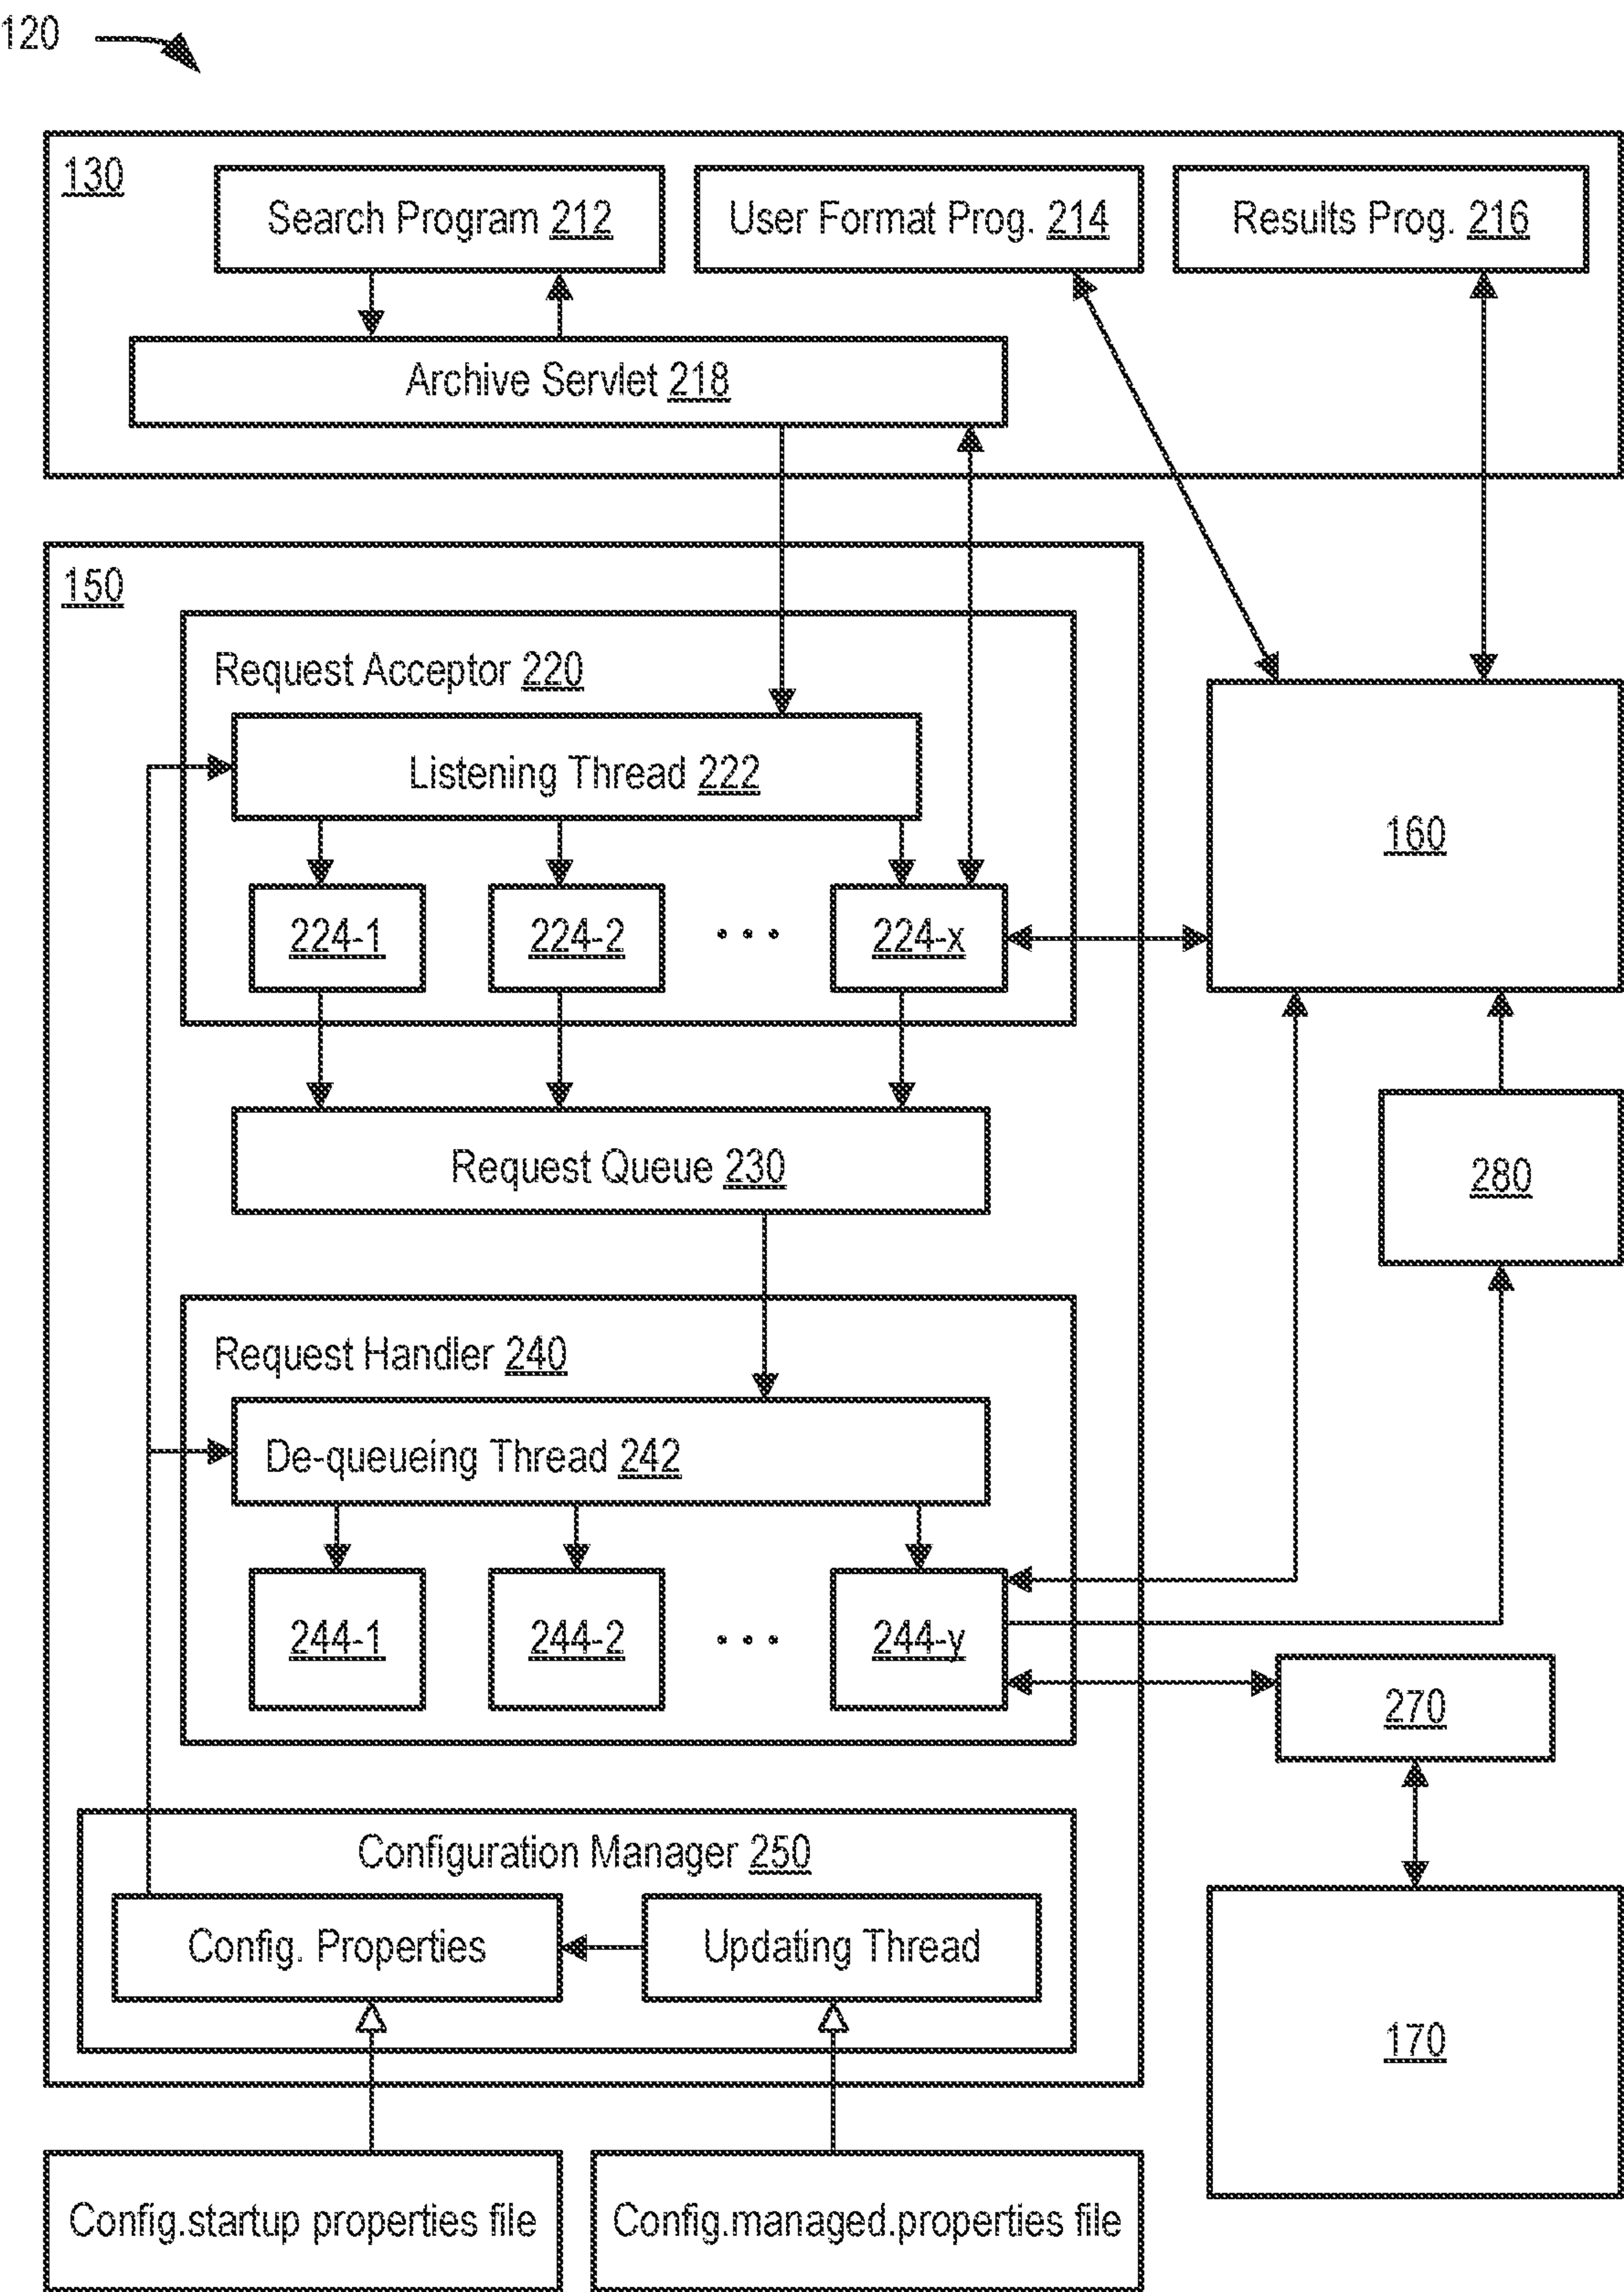 120
130
Search Program 212
User Format Prog. 214
Results Prog. 216
Archive Servlet 218
150
Request Acceptor 220
Listening Thread 222
160
224-1
224-2
• • •
224-x
Request Queue 230
280
Request Handler 240
De-queueing Thread 242
244-1
244-2
• • •
244-y
270
Configuration Manager 250
Config. Properties
Updating Thread
170
Config.startup properties file
Config.managed.properties file